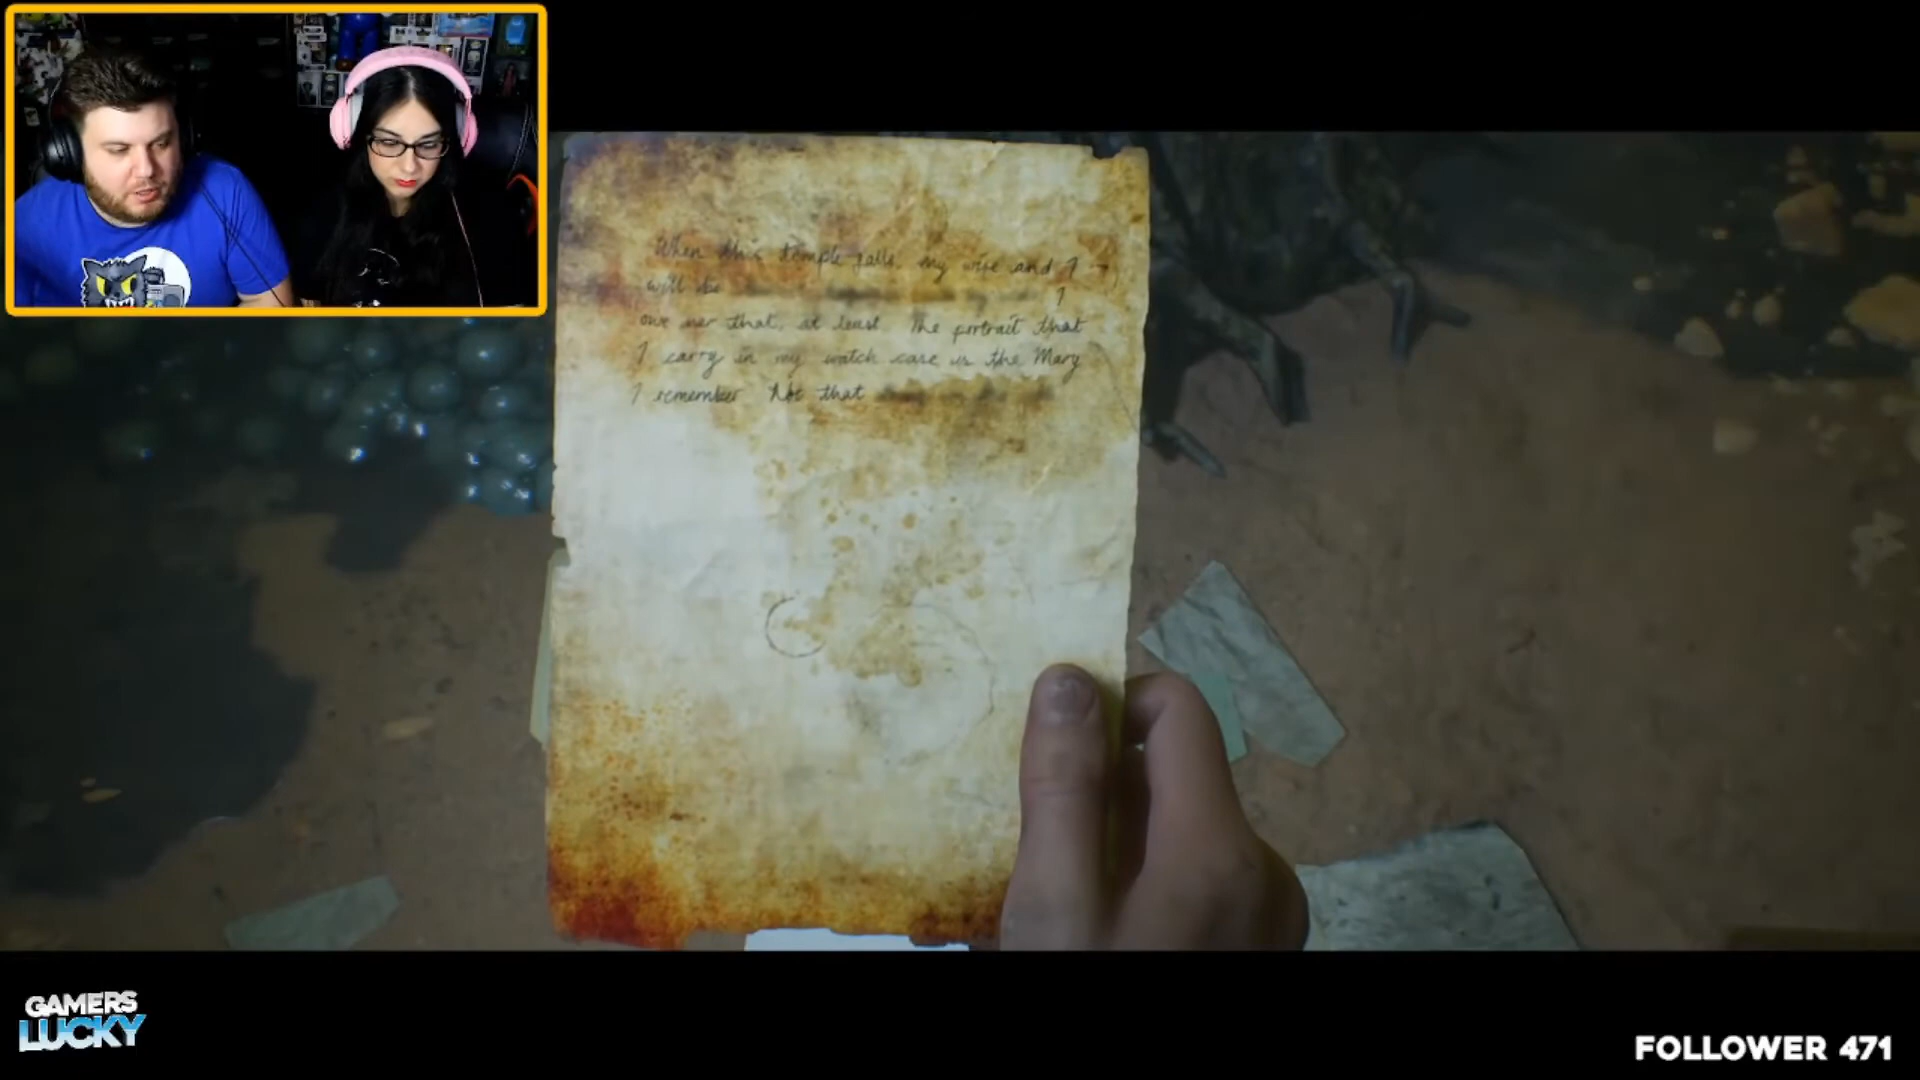 When this temple falls, my wife and I
will be
I
owe her that, at least. The portrait that
I carry in my watch case is the Mary
I remember. Not that
GAMERS
LUCKY
FOLLOWER 471